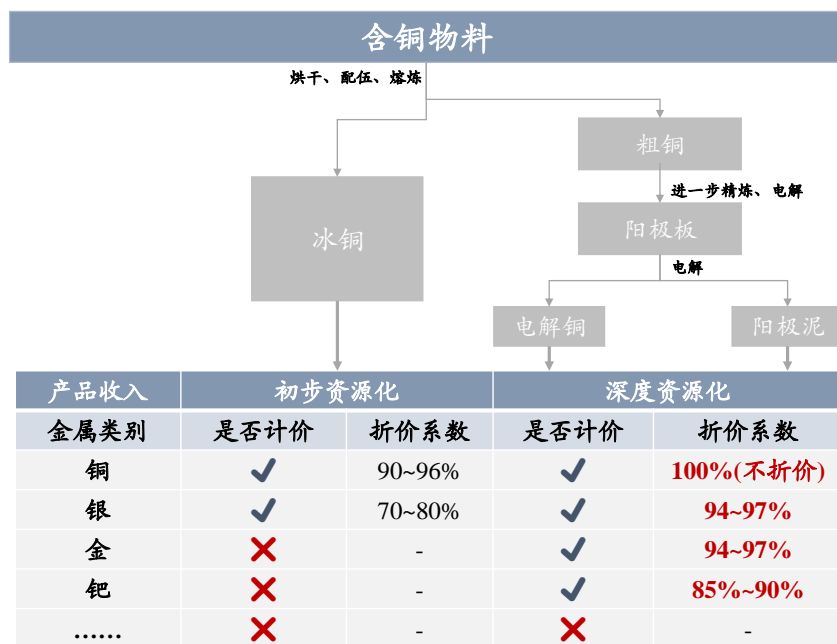 含铜物料
烘干、配伍、熔炼
粗铜
进一步精炼、电解
冰铜
阳极板
电解
电解铜 阳极泥
产品收入 初步资源化 深度资源化
金属类别 是否计价 折价系数 是否计价 折价系数
铜 90~96% 100%(不折价)
银 70~80% 94~97%
金 - 94~97%
钯 - 85%~90%
...... - -